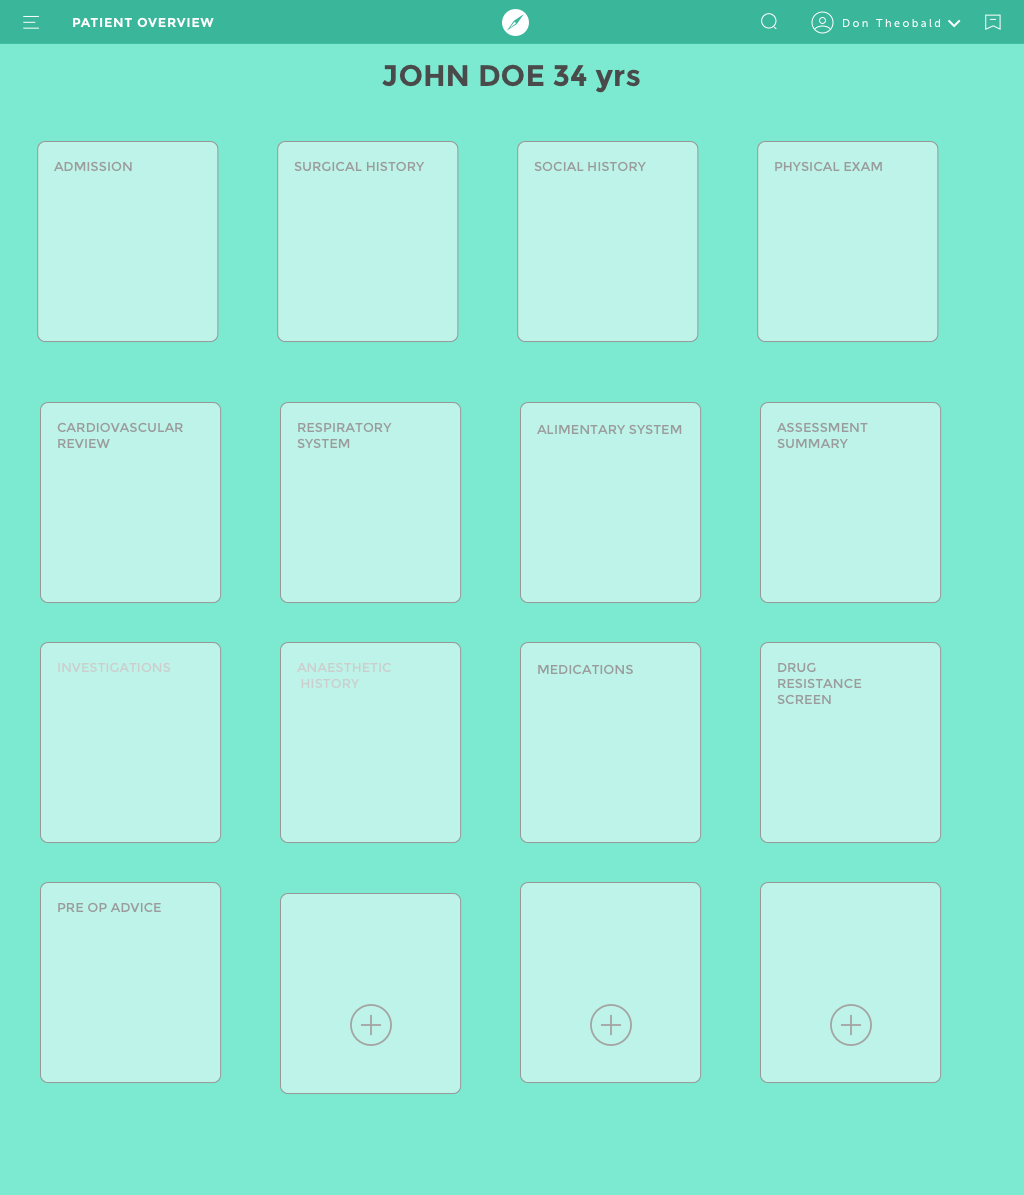 PATIENT OVERVIEW
Don Theobald
JOHN DOE 34 yrs
ADMISSION
SURGICAL HISTORY
SOCIAL HISTORY
PHYSICAL EXAM
CARDIOVASCULAR
REVIEW
RESPIRATORY
SYSTEM
ALIMENTARY SYSTEM
ASSESSMENT
SUMMARY
INVESTIGATIONS
ANAESTHETIC
HISTORY
MEDICATIONS
DRUG
RESISTANCE
SCREEN
PRE OP ADVICE